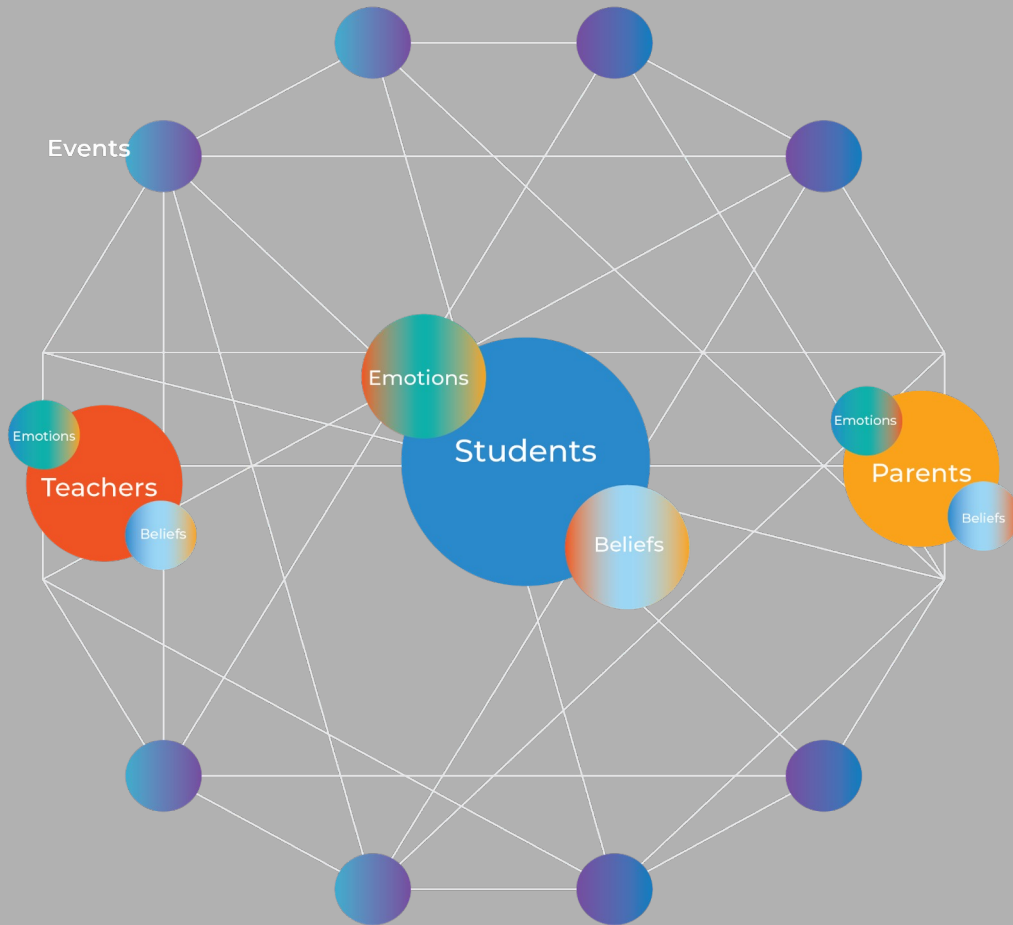 Events
Emotions
Students
Beliefs
Emotions
Teachers
Beliefs
Emotions
Parents
Beliefs